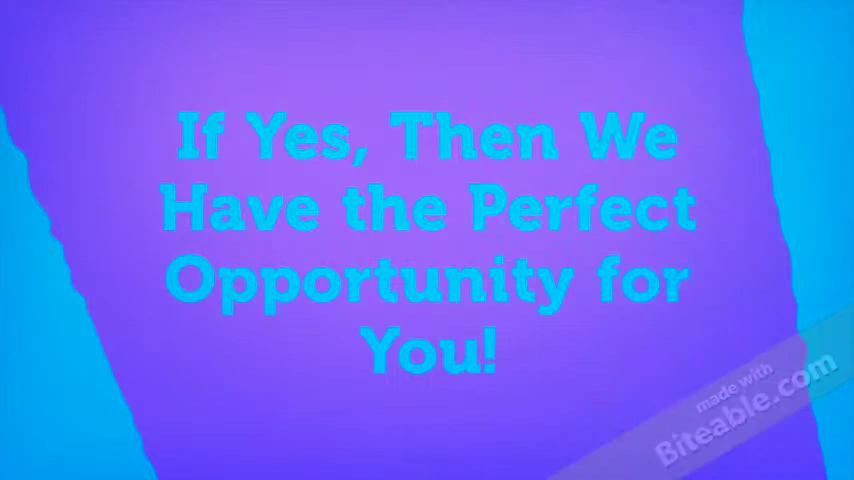 If Yes, Then We
Have the Perfect
Opportunity for
You!
made with
Biteable.com